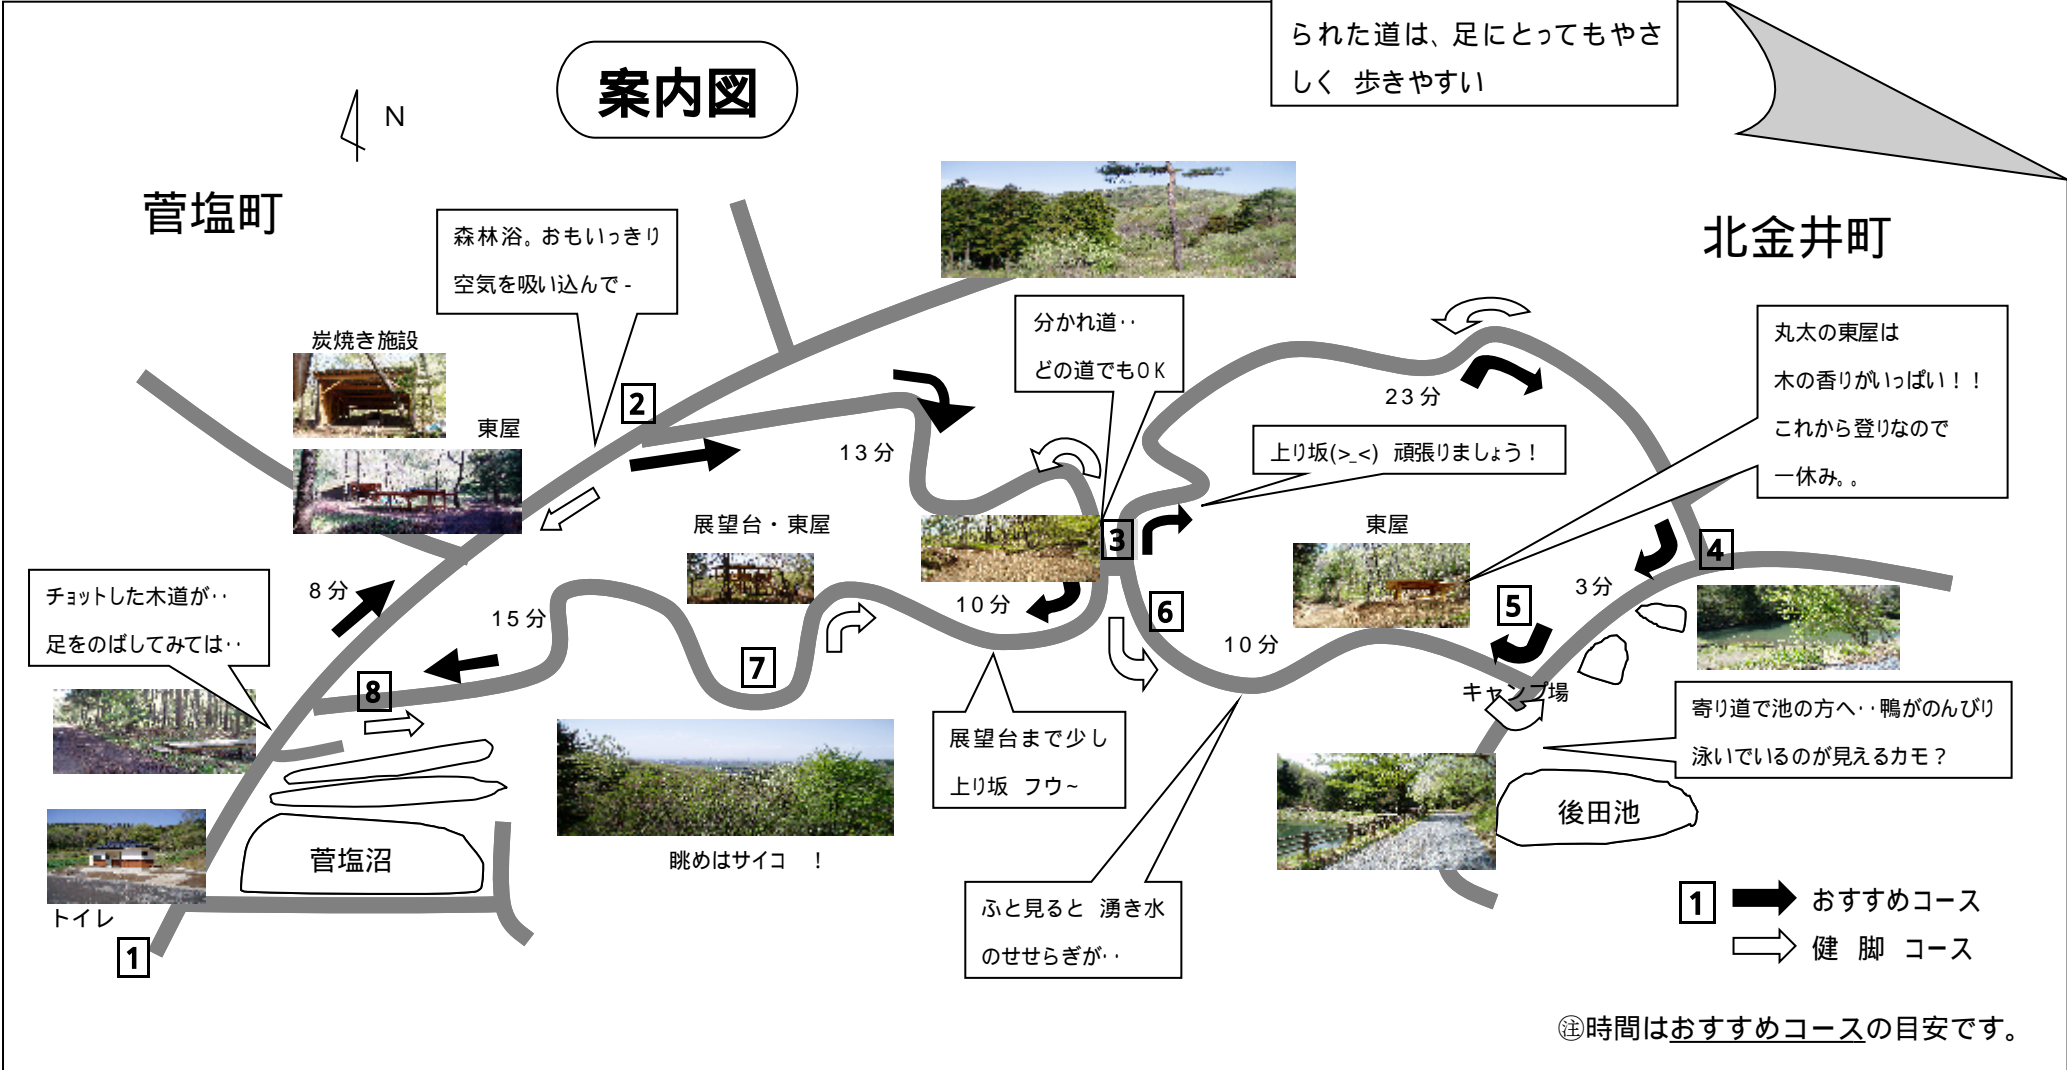 られた道は、足にとってもやさ
しく 歩きやすい
案内図
N
菅塩町
北金井町
森林浴。おもいっきり
空気を吸い込んで-
炭焼き施設
東屋
2
分かれ道‥
どの道でもOK
23分
丸太の東屋は
木の香りがいっぱい！！
これから登りなので
一休み。。
13分
上り坂(>_<) 頑張りましょう！
展望台・東屋
3
東屋
4
チョットした木道が‥
足をのばしてみては‥
8分
15分
10分
6
5
3分
10分
7
8
キャンプ場
寄り道で池の方へ‥鴨がのんびり
泳いでいるのが見えるカモ？
展望台まで少し
上り坂 フウ~
後田池
菅塩沼
眺めはサイコ ！
トイレ
1
ふと見ると 湧き水
のせせらぎが‥
1 おすすめコース
健 脚 コース
㊟時間はおすすめコースの目安です。